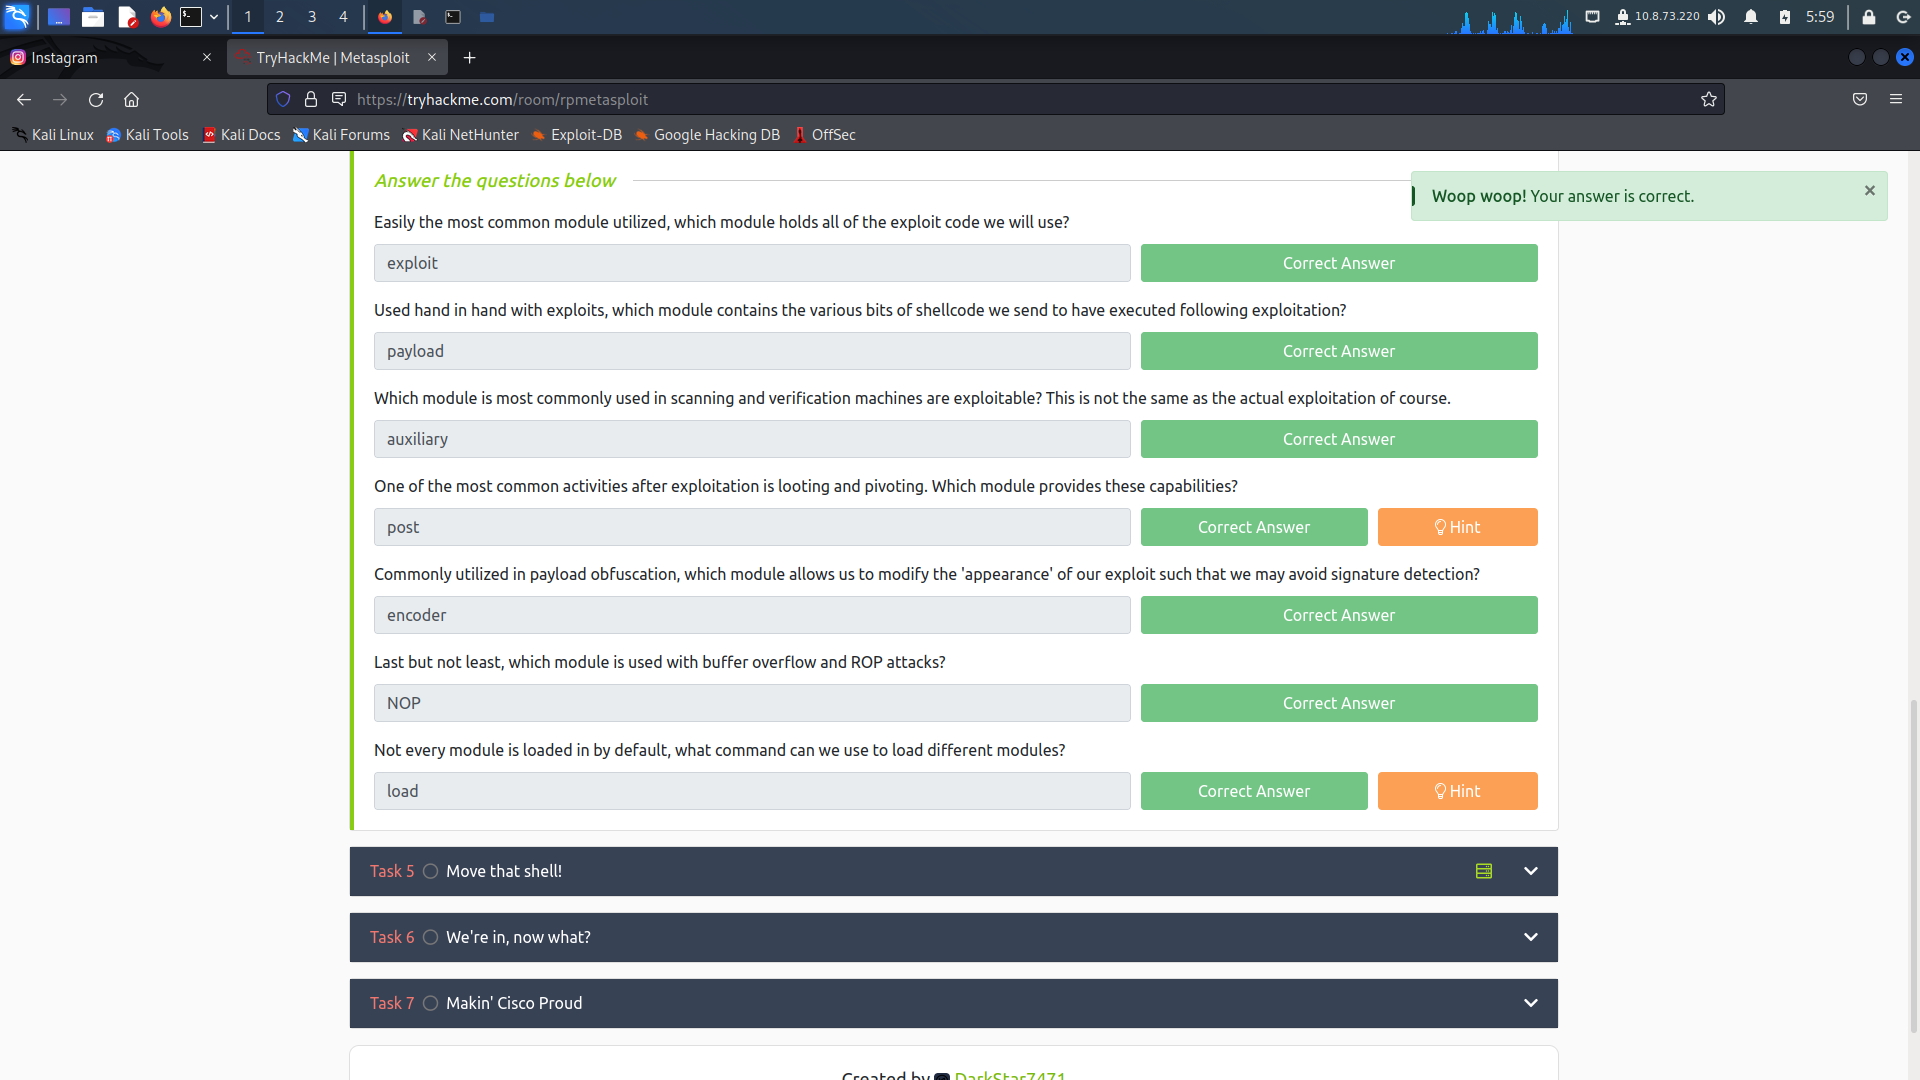 1 2 3 4 10.8.73.220 5:59
Instagram TryHackMe | Metasploit
https://tryhackme.com/room/rpmetasploit
Kali Linux Kali Tools Kali Docs Kali Forums Kali NetHunter Exploit-DB Google Hacking DB OffSec
Answer the questions below
Woop woop! Your answer is correct.
Easily the most common module utilized, which module holds all of the exploit code we will use?
exploit Correct Answer
Used hand in hand with exploits, which module contains the various bits of shellcode we send to have executed following exploitation?
payload Correct Answer
Which module is most commonly used in scanning and verification machines are exploitable? This is not the same as the actual exploitation of course.
auxiliary Correct Answer
One of the most common activities after exploitation is looting and pivoting. Which module provides these capabilities?
post Correct Answer Hint
Commonly utilized in payload obfuscation, which module allows us to modify the 'appearance' of our exploit such that we may avoid signature detection?
encoder Correct Answer
Last but not least, which module is used with buffer overflow and ROP attacks?
NOP Correct Answer
Not every module is loaded in by default, what command can we use to load different modules?
load Correct Answer Hint
Task 5 Move that shell!
Task 6 We're in, now what?
Task 7 Makin' Cisco Proud
Created by DarkStar7471